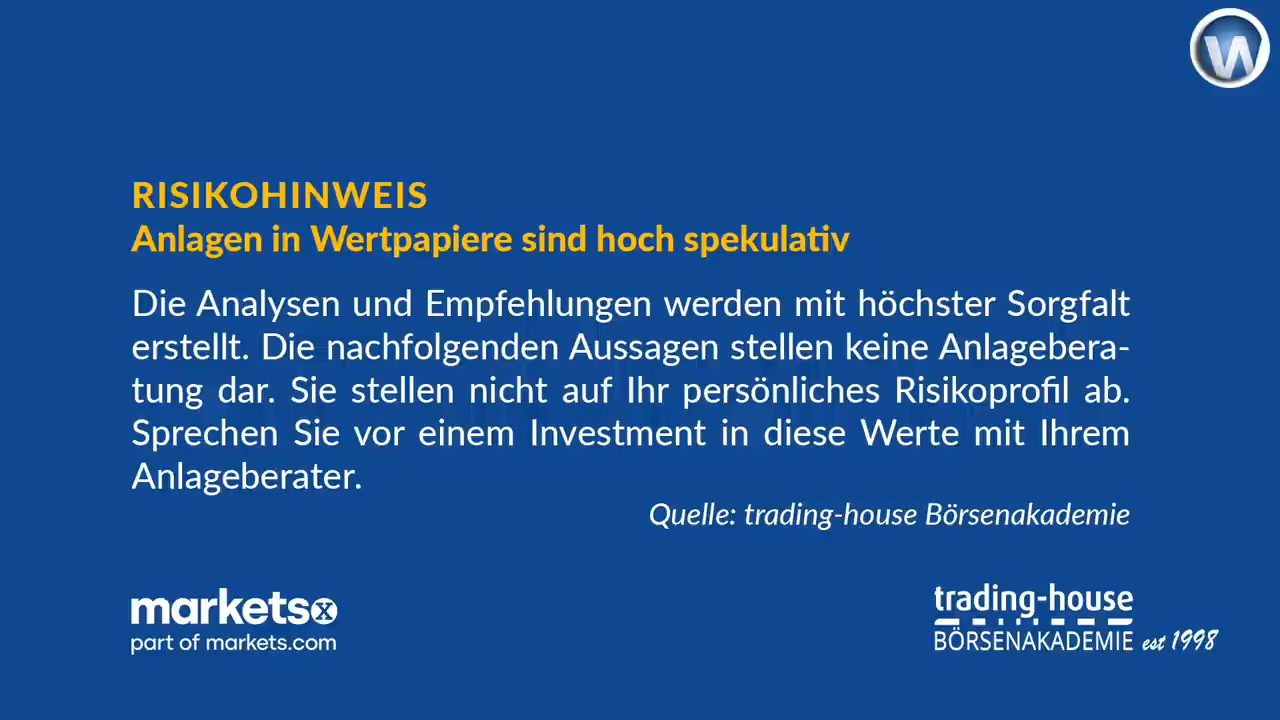 W
RISIKOHINWEIS
Anlagen in Wertpapiere sind hoch spekulativ
Die Analysen und Empfehlungen werden mit höchster Sorgfalt
erstellt. Die nachfolgenden Aussagen stellen keine Anlagebera-
tung dar. Sie stellen nicht auf Ihr persönliches Risikoprofil ab.
Sprechen Sie vor einem Investment in diese Werte mit Ihrem
Anlageberater.
Quelle: trading-house Börsenakademie
marketsx
part of markets.com
trading-house
BÖRSENAKADEMIE est 1998